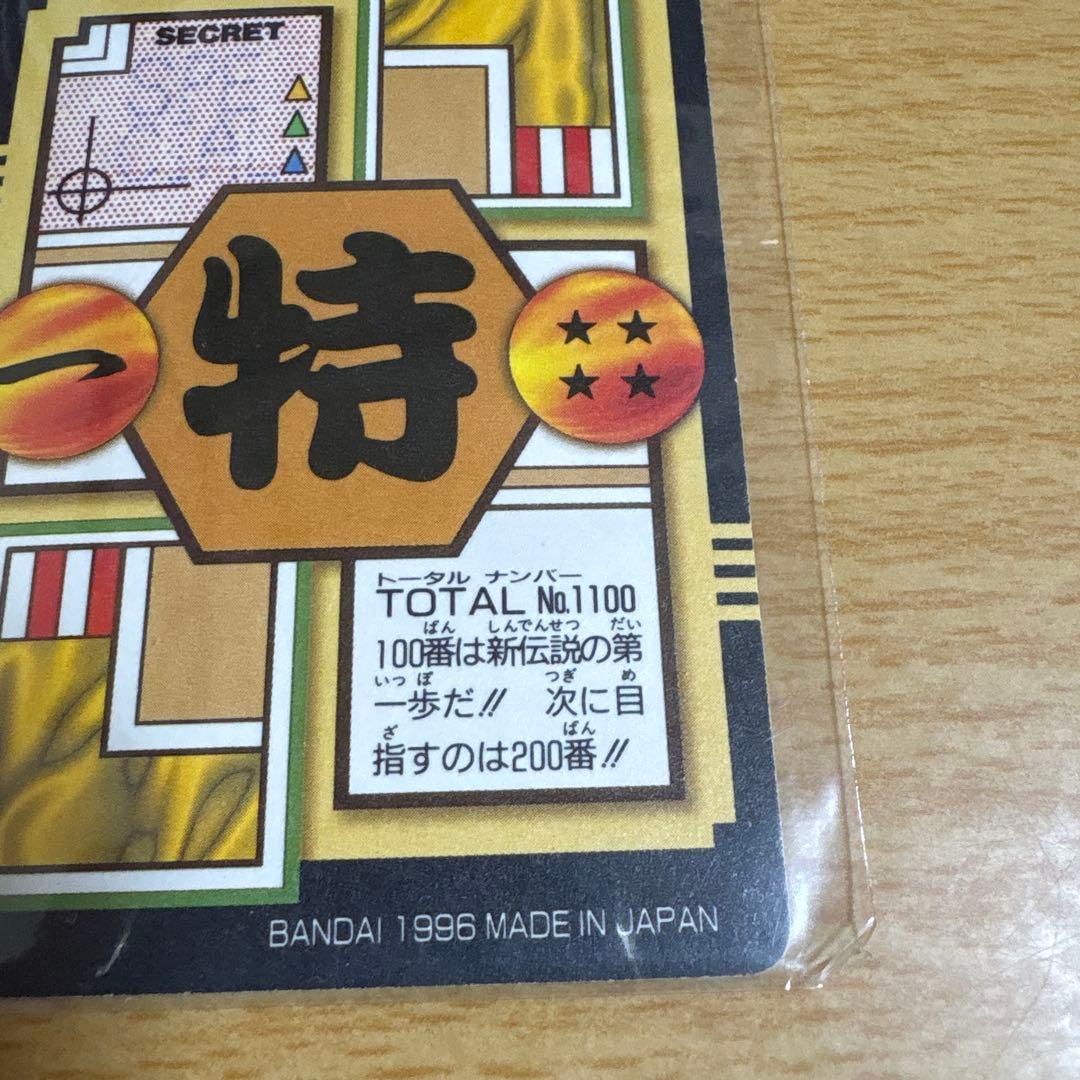 SECRET
一
特
トータル ナンバー
TOTAL No.1100
ばん しんでんせつ だい
100番は新伝説の第
いっぽ つぎ め
一歩だ!! 次に目
ざ ばん
指すのは200番!!
BANDAI 1996 MADE IN JAPAN